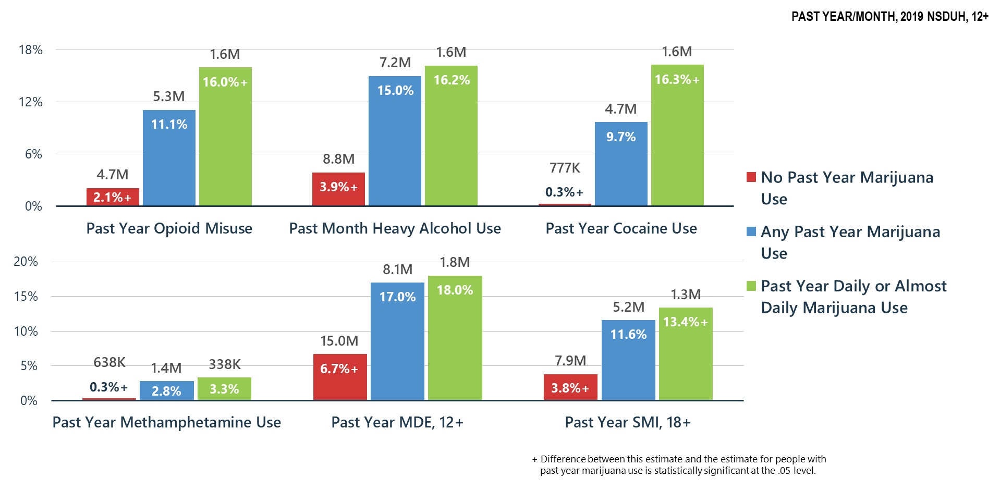 PAST YEAR/MONTH, 2019 NSDUH, 12+
18%
12%
6%
0%
4.7M
2.1%+
5.3M
11.1%
1.6M
16.0%+
8.8M
3.9%+
7.2M
15.0%
1.6M
16.2%
777K
0.3%+
4.7M
9.7%
1.6M
16.3%+
Past Year Opioid Misuse
Past Month Heavy Alcohol Use
Past Year Cocaine Use
No Past Year Marijuana
Use
Any Past Year Marijuana
Use
Past Year Daily or Almost
Daily Marijuana Use
20%
15%
10%
5%
0%
638K
0.3%+
1.4M
2.8%
338K
3.3%
15.0M
6.7%+
8.1M
17.0%
1.8M
18.0%
7.9M
3.8%+
5.2M
11.6%
1.3M
13.4%+
Past Year Methamphetamine Use
Past Year MDE, 12+
Past Year SMI, 18+
+ Difference between this estimate and the estimate for people with
past year marijuana use is statistically significant at the .05 level.